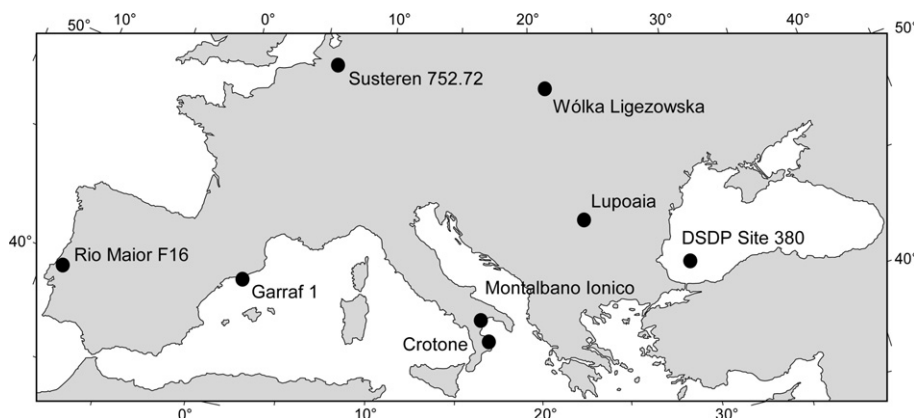 50° 10° 0° 10° 20° 30° 40° 50°
Susteren 752.72
Wólka Ligezowska
Lupoaia
DSDP Site 380
40°
Rio Maior F16
40°
Montalbano Ionico
Garraf 1
Crotone
0° 10° 20° 30°